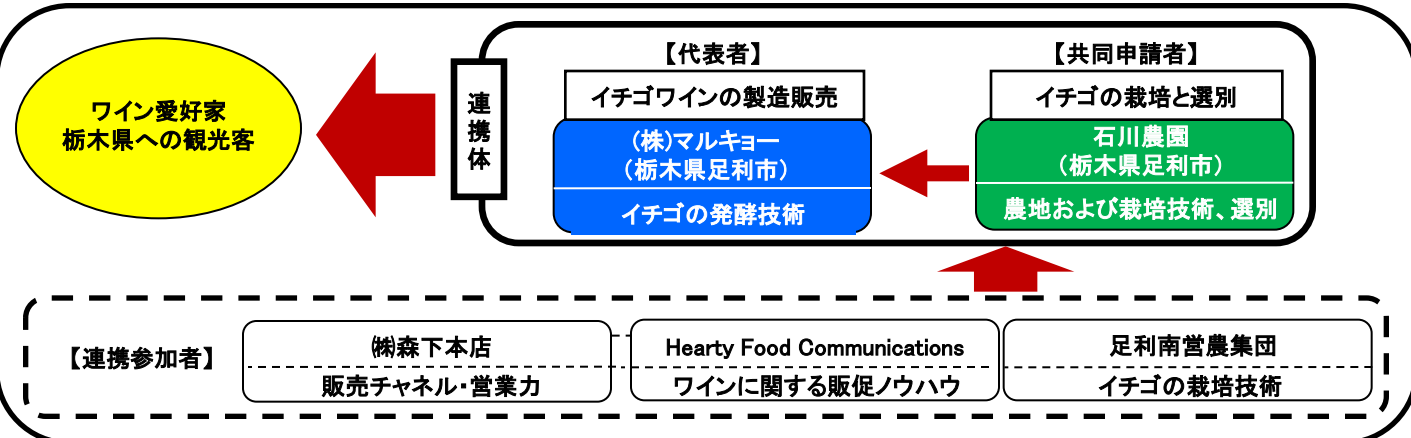 ワイン愛好家
栃木県への観光客
連携体
【代表者】
イチゴワインの製造販売
(株)マルキョー
(栃木県足利市)
イチゴの発酵技術
【共同申請者】
イチゴの栽培と選別
石川農園
(栃木県足利市)
農地および栽培技術、選別
【連携参加者】
㈱森下本店
販売チャネル・営業力
Hearty Food Communications
ワインに関する販促ノウハウ
足利南営農集団
イチゴの栽培技術